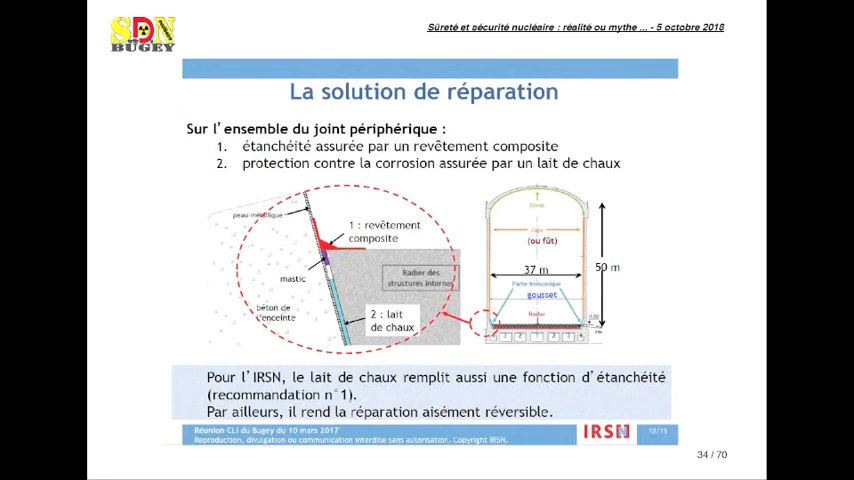 SDN
BUGEY
Sûreté et sécurité nucléaire : réalité ou mythe ... - 5 octobre 2018
La solution de réparation
Sur l'ensemble du joint périphérique :
1. étanchéité assurée par un revêtement composite
2. protection contre la corrosion assurée par un lait de chaux
peau métallique
1 : revêtement
composite
mastic
Radier des
structures internes
béton de
l'enceinte
2 : lait
de chaux
Dôme
Jupe
(ou fût)
37 m
50 m
Partie tronconique
gousset
Radier
Pour l'IRSN, le lait de chaux remplit aussi une fonction d'étanchéité
(recommandation n°1).
Par ailleurs, il rend la réparation aisément réversible.
Réunion CLI du Bugey du 10 mars 2017
Reproduction, divulgation ou communication interdite sans autorisation. Copyright IRSN.
IRSN
10/15
34 / 70